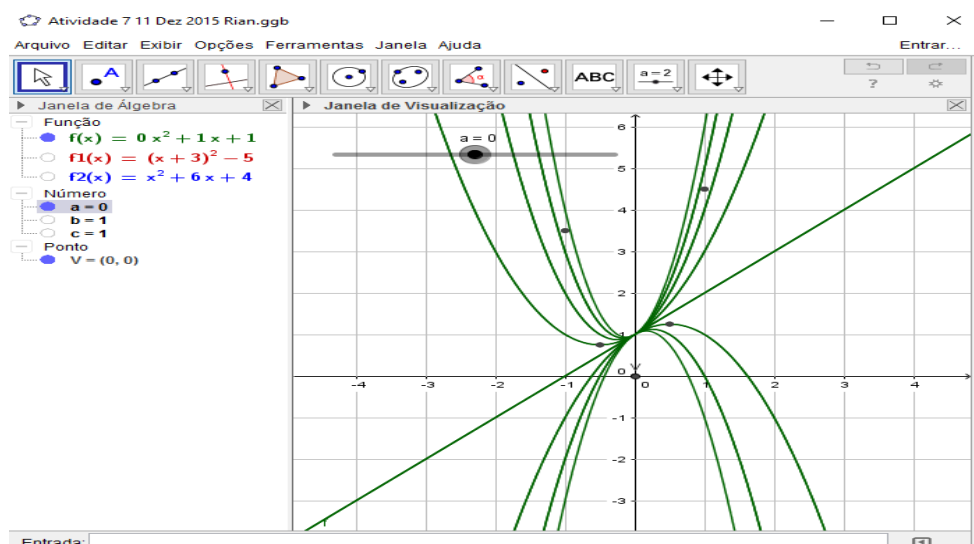 Atividade 7 11 Dez 2015 Rian.ggb
Arquivo Editar Exibir Opções Ferramentas Janela Ajuda Entrar...
A α ABC a=2 ?
Janela de Álgebra
Função
f(x) = 0 x² + 1 x + 1
f1(x) = (x + 3)² − 5
f2(x) = x² + 6 x + 4
Número
a = 0
b = 1
c = 1
Ponto
V = (0, 0)
Janela de Visualização
a = 0
6
5
4
3
2
1
0
-4 -3 -2 -1 0 1 2 3 4
-1
-2
-3
f
Entrada: